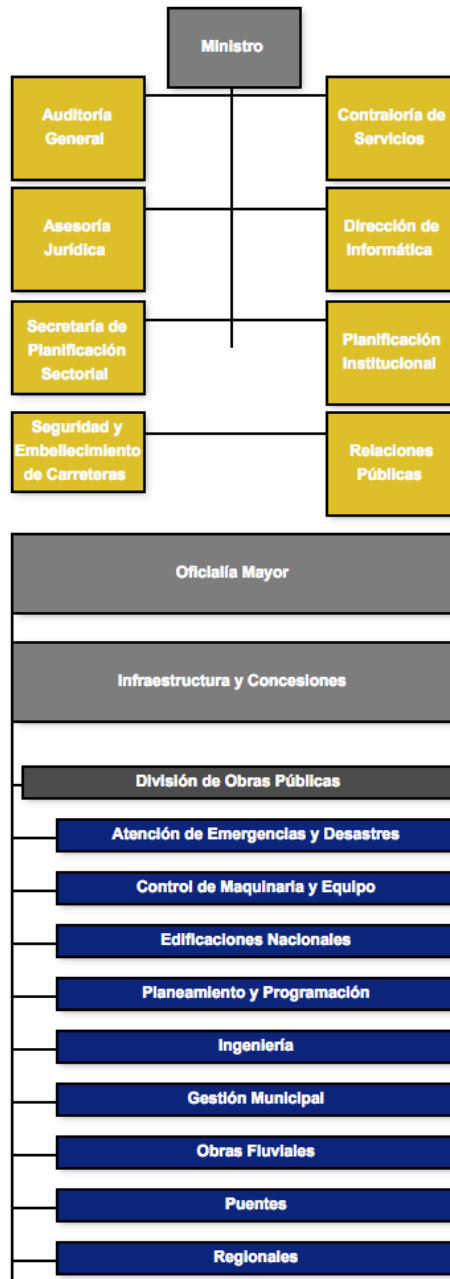 Ministro
Auditoría
General
Contraloría de
Servicios
Asesoría
Jurídica
Dirección de
Informática
Secretaría de
Planificación
Sectorial
Planificación
Institucional
Seguridad y
Embellecimiento
de Carreteras
Relaciones
Públicas
Oficialía Mayor
Infraestructura y Concesiones
División de Obras Públicas
Atención de Emergencias y Desastres
Control de Maquinaria y Equipo
Edificaciones Nacionales
Planeamiento y Programación
Ingeniería
Gestión Municipal
Obras Fluviales
Puentes
Regionales